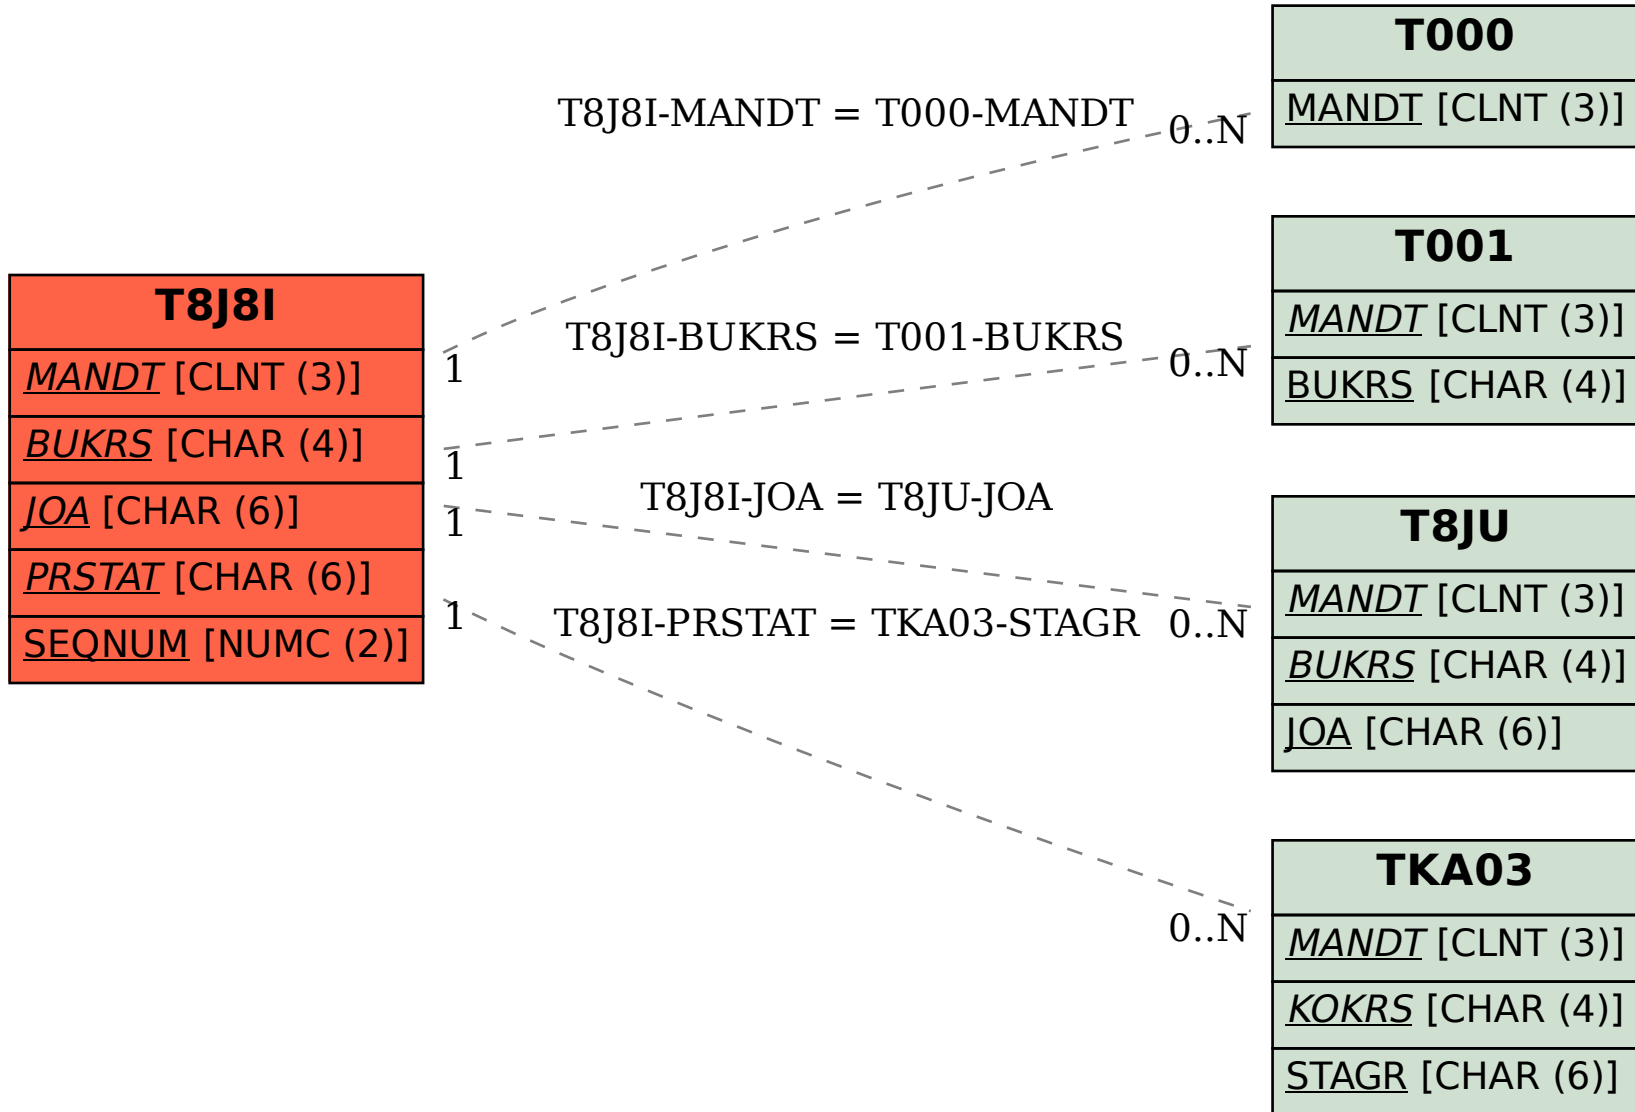 T8J8I
MANDT [CLNT (3)]
BUKRS [CHAR (4)]
JOA [CHAR (6)]
PRSTAT [CHAR (6)]
SEQNUM [NUMC (2)]
T8J8I-MANDT = T000-MANDT
1
0..N
T8J8I-BUKRS = T001-BUKRS
1
0..N
T8J8I-JOA = T8JU-JOA
1
0..N
T8J8I-PRSTAT = TKA03-STAGR
1
0..N
T000
MANDT [CLNT (3)]
T001
MANDT [CLNT (3)]
BUKRS [CHAR (4)]
T8JU
MANDT [CLNT (3)]
BUKRS [CHAR (4)]
JOA [CHAR (6)]
TKA03
MANDT [CLNT (3)]
KOKRS [CHAR (4)]
STAGR [CHAR (6)]